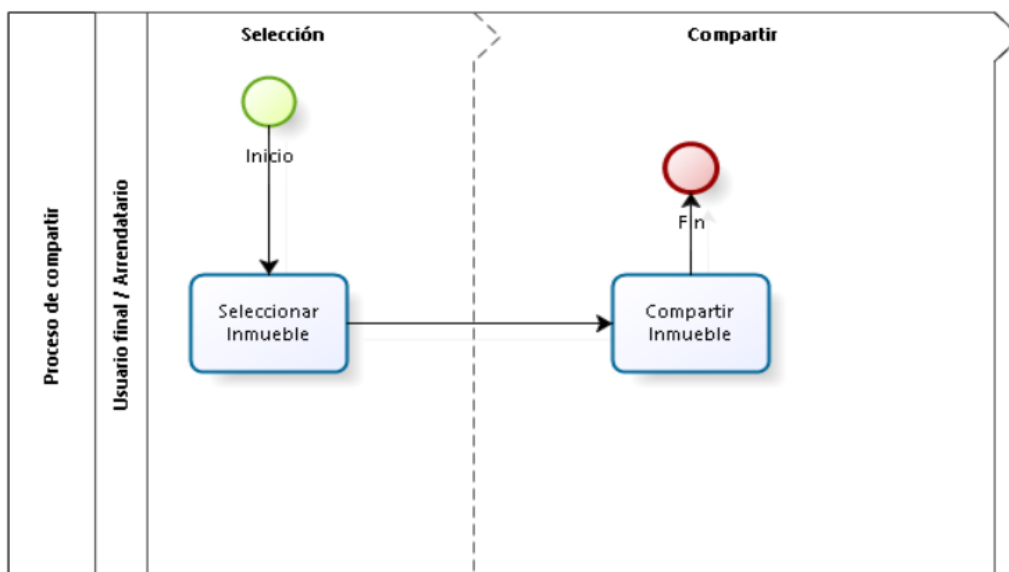 Selección
Compartir
Proceso de compartir
Usuario final / Arrendatario
Inicio
Fin
Seleccionar
Inmueble
Compartir
Inmueble